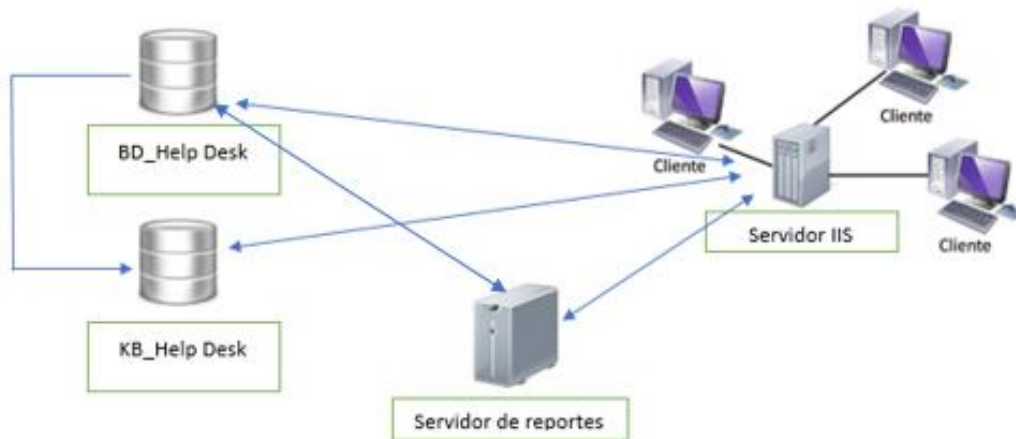 Cliente
BD_Help Desk
Cliente
Servidor IIS
Cliente
KB_Help Desk
Servidor de reportes